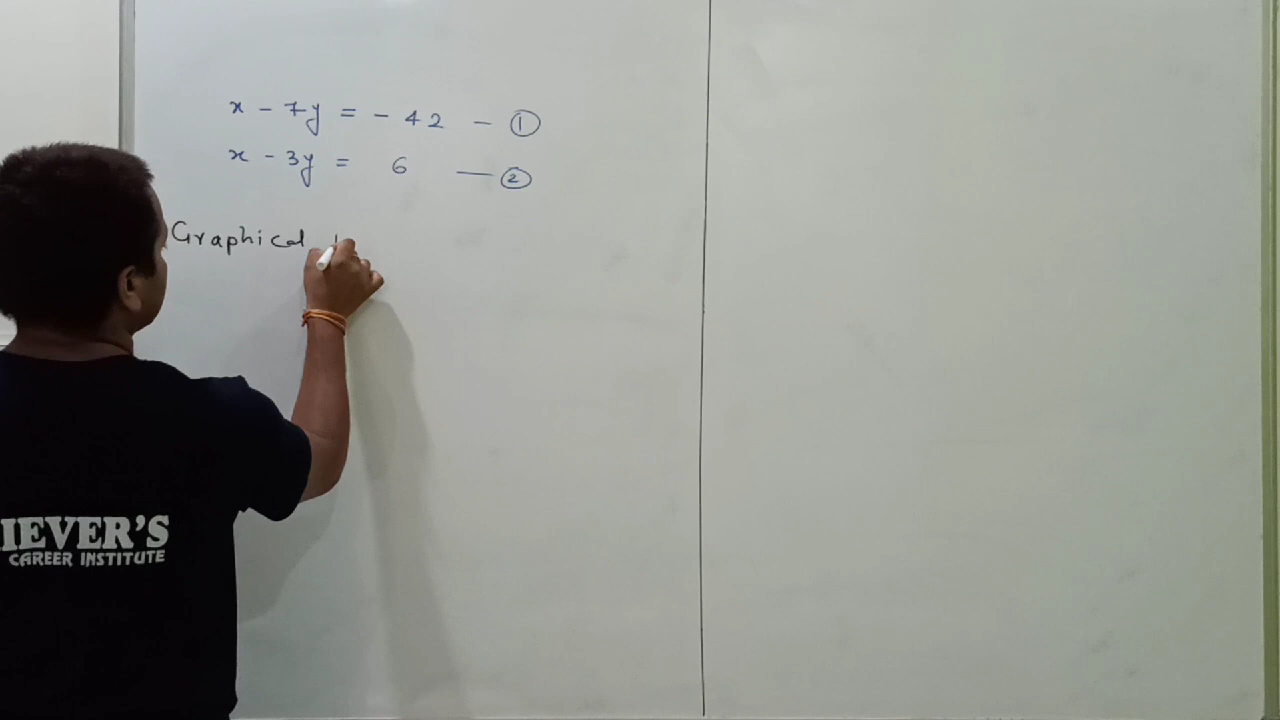 x - 7y = - 42 - ①
x - 3y = 6 — ②
Graphical
IEVER'S
CAREER INSTITUTE